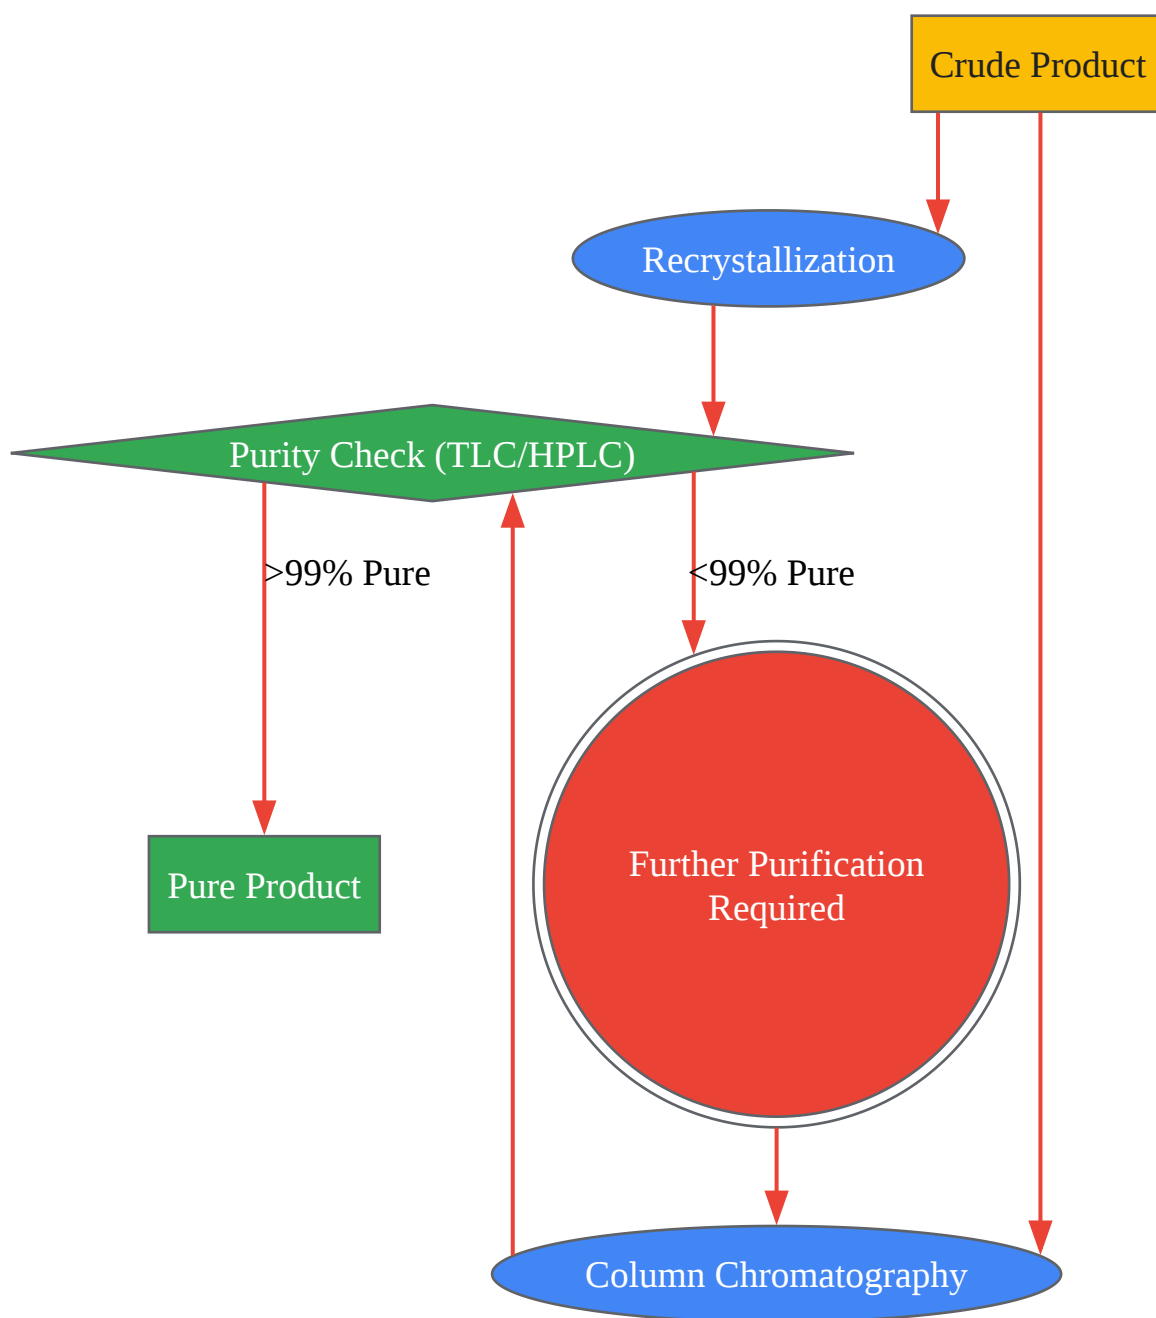 Crude Product
Recrystallization
Purity Check (TLC/HPLC)
>99% Pure
<99% Pure
Further Purification
Required
Pure Product
Column Chromatography